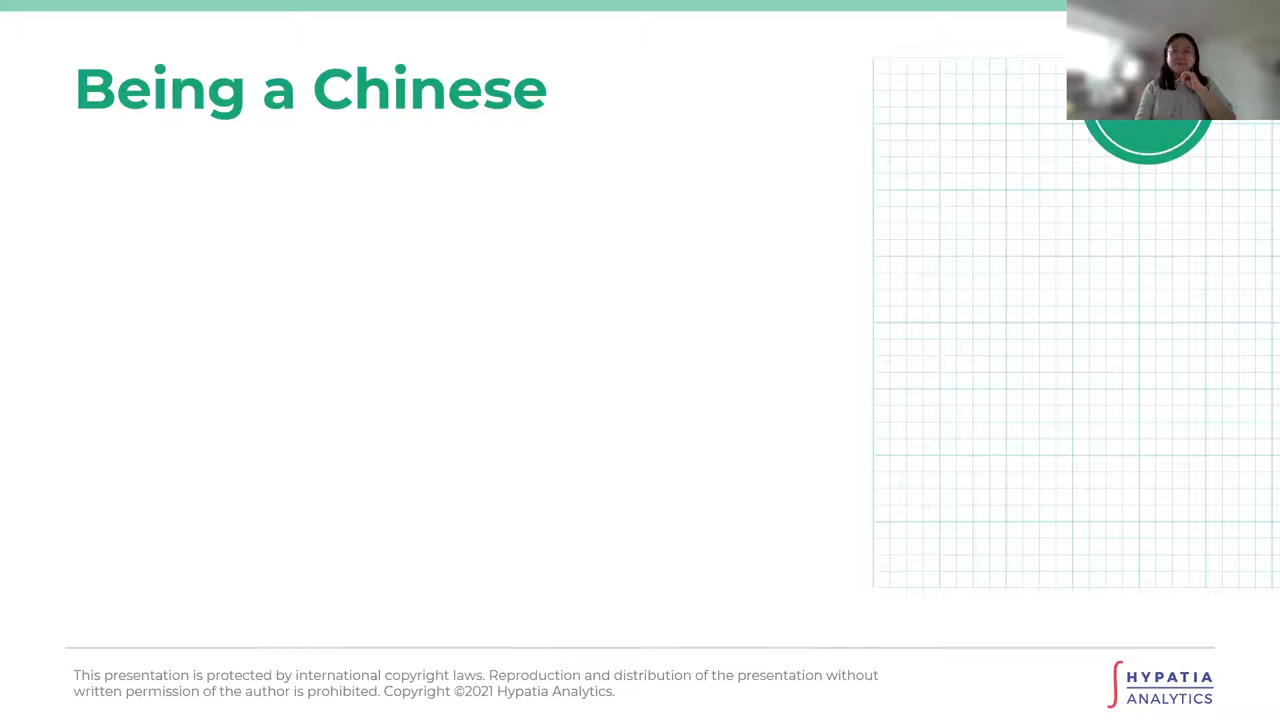 Being a Chinese
This presentation is protected by international copyright laws. Reproduction and distribution of the presentation without
written permission of the author is prohibited. Copyright ©2021 Hypatia Analytics.
HYPATIA
ANALYTICS